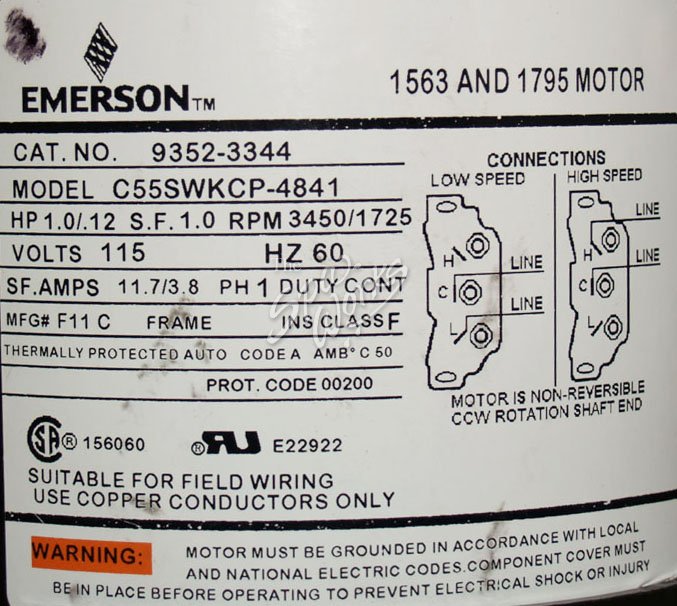 EMERSON™
1563 AND 1795 MOTOR
CAT. NO. 9352-3344
MODEL C55SWKCP-4841
HP 1.0/.12 S.F. 1.0 RPM 3450/1725
VOLTS 115 HZ 60
SF.AMPS 11.7/3.8 PH 1 DUTY CONT
MFG# F11 C FRAME INS CLASS F
THERMALLY PROTECTED AUTO CODE A AMB°C 50
PROT. CODE 00200
CONNECTIONS
LOW SPEED
H
C
L
LINE
LINE
HIGH SPEED
H
C
L
LINE
LINE
MOTOR IS NON-REVERSIBLE
CCW ROTATION SHAFT END
SA ® 156060
®RU E22922
SUITABLE FOR FIELD WIRING
USE COPPER CONDUCTORS ONLY
WARNING:
MOTOR MUST BE GROUNDED IN ACCORDANCE WITH LOCAL
AND NATIONAL ELECTRIC CODES.COMPONENT COVER MUST
BE IN PLACE BEFORE OPERATING TO PREVENT ELECTRICAL SHOCK OR INJURY
The Spa Works